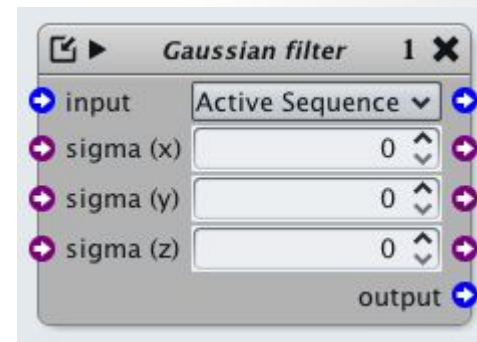 Gaussian filter 1
input Active Sequence
sigma (x) 0
sigma (y) 0
sigma (z) 0
output